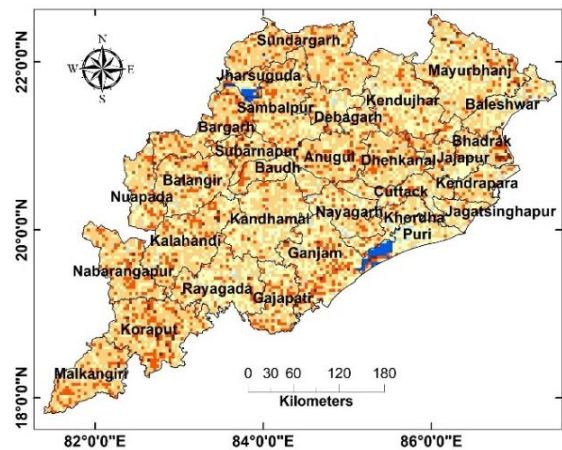 N
W E
S
22°0'0"N
20°0'0"N
18°0'0"N
Sundargarh
Jharsuguda
Sambalpur
Debagarh
Kendujhar
Mayurbhanj
Baleshwar
Bargarh
Subarnapur
Baudh
Anugul
Dhenkanal
Bhadrak
Jajapur
Kendrapara
Balangir
Nuapada
Cuttack
Jagatsinghapur
Kandhamal
Nayagarh
Khordha
Puri
Kalahandi
Ganjam
Nabarangapur
Rayagada
Gajapati
Koraput
Malkangiri
0 30 60 120 180
Kilometers
82°0'0"E 84°0'0"E 86°0'0"E